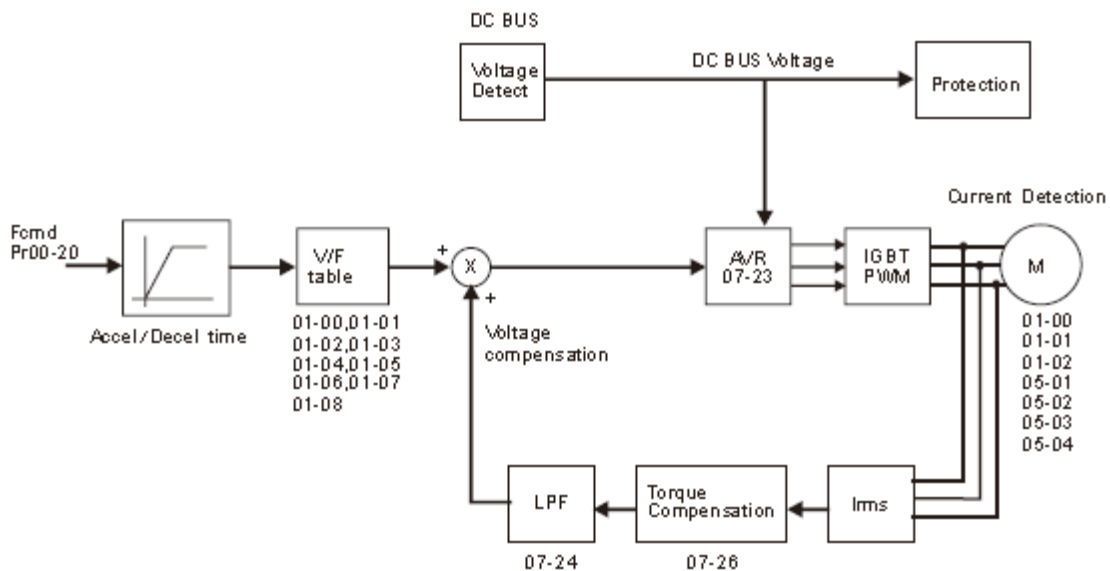 DC BUS
Voltage
Detect
DC BUS Voltage
Protection
Current Detection
Fcmd
Pr00-20
Accel/Decel time
V/F
table
01-00,01-01
01-02,01-03
01-04,01-05
01-06,01-07
01-08
+
X
+
Voltage
compensation
AVR
07-23
IGBT
PWM
M
01-00
01-01
01-02
05-01
05-02
05-03
05-04
LPF
07-24
Torque
Compensation
07-26
Irms